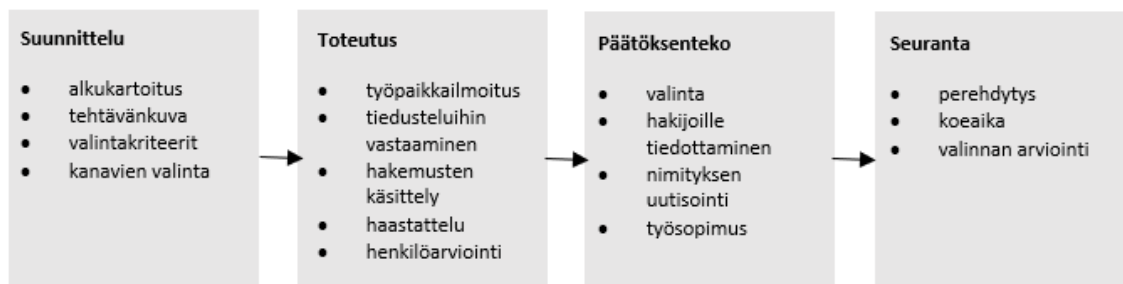 Suunnittelu
• alkukartoitus
• tehtävänkuva
• valintakriteerit
• kanavien valinta
Toteutus
• työpaikkailmoitus
• tiedusteluihin
vastaaminen
• hakemusten
käsittely
• haastattelu
• henkilöarviointi
Päätöksenteko
• valinta
• hakijoille
tiedottaminen
• nimityksen
uutisointi
• työsopimus
Seuranta
• perehdytys
• koeaika
• valinnan arviointi